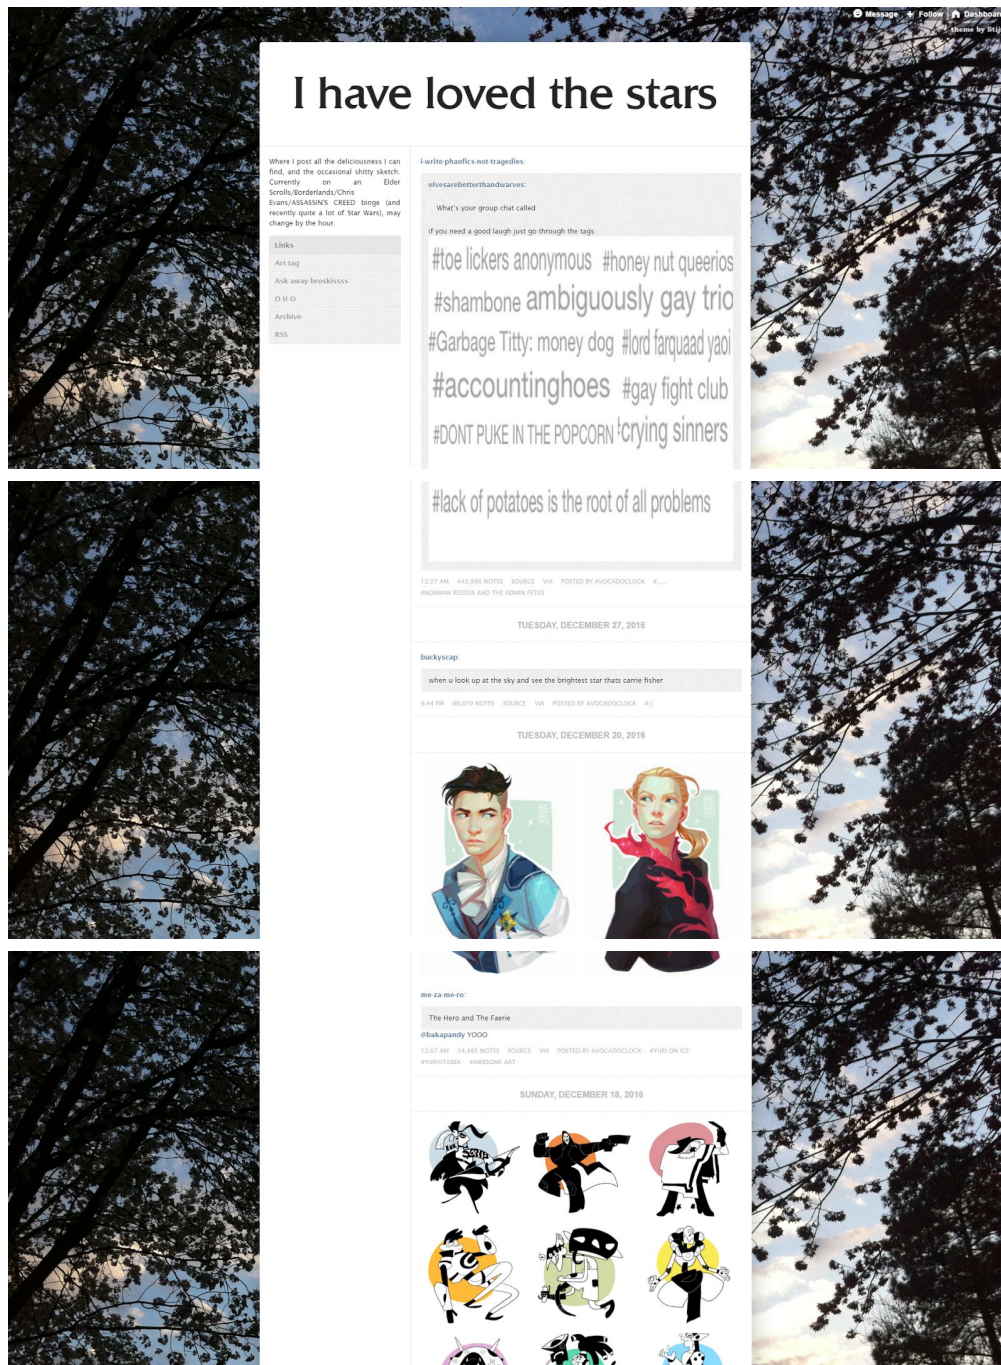 Message Follow Dashboard
theme by Stij
I have loved the stars
Where I post all the deliciousness I can
find, and the occasional shitty sketch.
Currently on an Elder
Scrolls/Borderlands/Chris
Evans/ASSASSIN'S CREED binge (and
recently quite a lot of Star Wars), may
change by the hour.
Links
Art tag
Ask away broskissss
O U O
Archive
RSS
i-write-phanfics-not-tragedies:
elvesarebetterthandwarves:
What's your group chat called
if you need a good laugh just go through the tags
#toe lickers anonymous #honey nut queerios
#shambone ambiguously gay trio
#Garbage Titty: money dog #lord farquaad yaoi
#accountinghoes #gay fight club
#DONT PUKE IN THE POPCORN crying sinners
#lack of potatoes is the root of all problems
12:27 AM 442,890 NOTES SOURCE VIA POSTED BY AVOCADOCLOCK #__
#NORMAN REEDUS AND THE ADMIN FETUS
TUESDAY, DECEMBER 27, 2016
buckyscap:
when u look up at the sky and see the brightest star thats carrie fisher
9:44 PM 80,070 NOTES SOURCE VIA POSTED BY AVOCADOCLOCK #:(
TUESDAY, DECEMBER 20, 2016
me-za-me-ro:
The Hero and The Faerie
@bakapandy YOOO
12:57 AM 24,485 NOTES SOURCE VIA POSTED BY AVOCADOCLOCK #YURI ON ICE
#YURIOTABEK #AWESOME ART
SUNDAY, DECEMBER 18, 2016